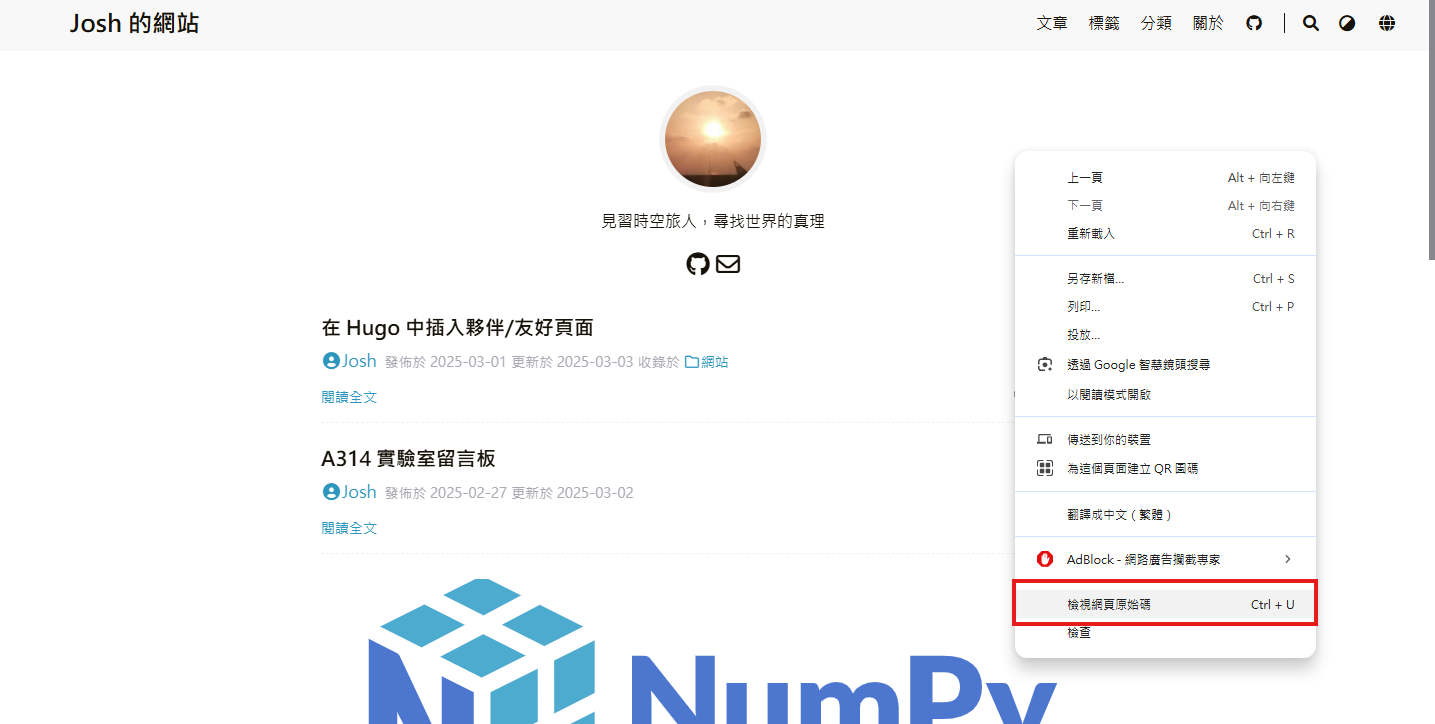 Josh 的網站
文章 標籤 分類 關於
見習時空旅人，尋找世界的真理
在 Hugo 中插入夥伴/友好頁面
Josh 發佈於 2025-03-01 更新於 2025-03-03 收錄於 網站
閱讀全文
A314 實驗室留言板
Josh 發佈於 2025-02-27 更新於 2025-03-02
閱讀全文
NumPy
上一頁 Alt + 向左鍵
下一頁 Alt + 向右鍵
重新載入 Ctrl + R
另存新檔... Ctrl + S
列印... Ctrl + P
投放...
透過 Google 智慧鏡頭搜尋
以閱讀模式開啟
傳送到你的裝置
為這個頁面建立 QR 圖碼
翻譯成中文（繁體）
AdBlock - 網路廣告攔截專家
檢視網頁原始碼 Ctrl + U
檢查